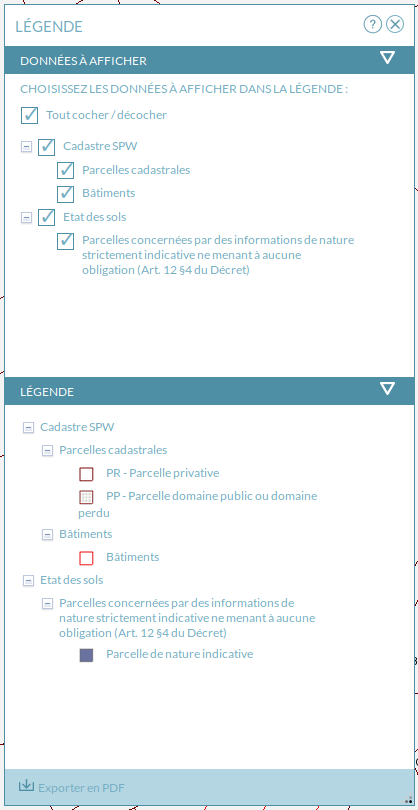 LÉGENDE
DONNÉES À AFFICHER
CHOISISSEZ LES DONNÉES À AFFICHER DANS LA LÉGENDE :
Tout cocher / décocher
Cadastre SPW
Parcelles cadastrales
Bâtiments
Etat des sols
Parcelles concernées par des informations de nature
strictement indicative ne menant à aucune
obligation (Art. 12 §4 du Décret)
LÉGENDE
Cadastre SPW
Parcelles cadastrales
PR - Parcelle privative
PP - Parcelle domaine public ou domaine
perdu
Bâtiments
Bâtiments
Etat des sols
Parcelles concernées par des informations de
nature strictement indicative ne menant à aucune
obligation (Art. 12 §4 du Décret)
Parcelle de nature indicative
Exporter en PDF